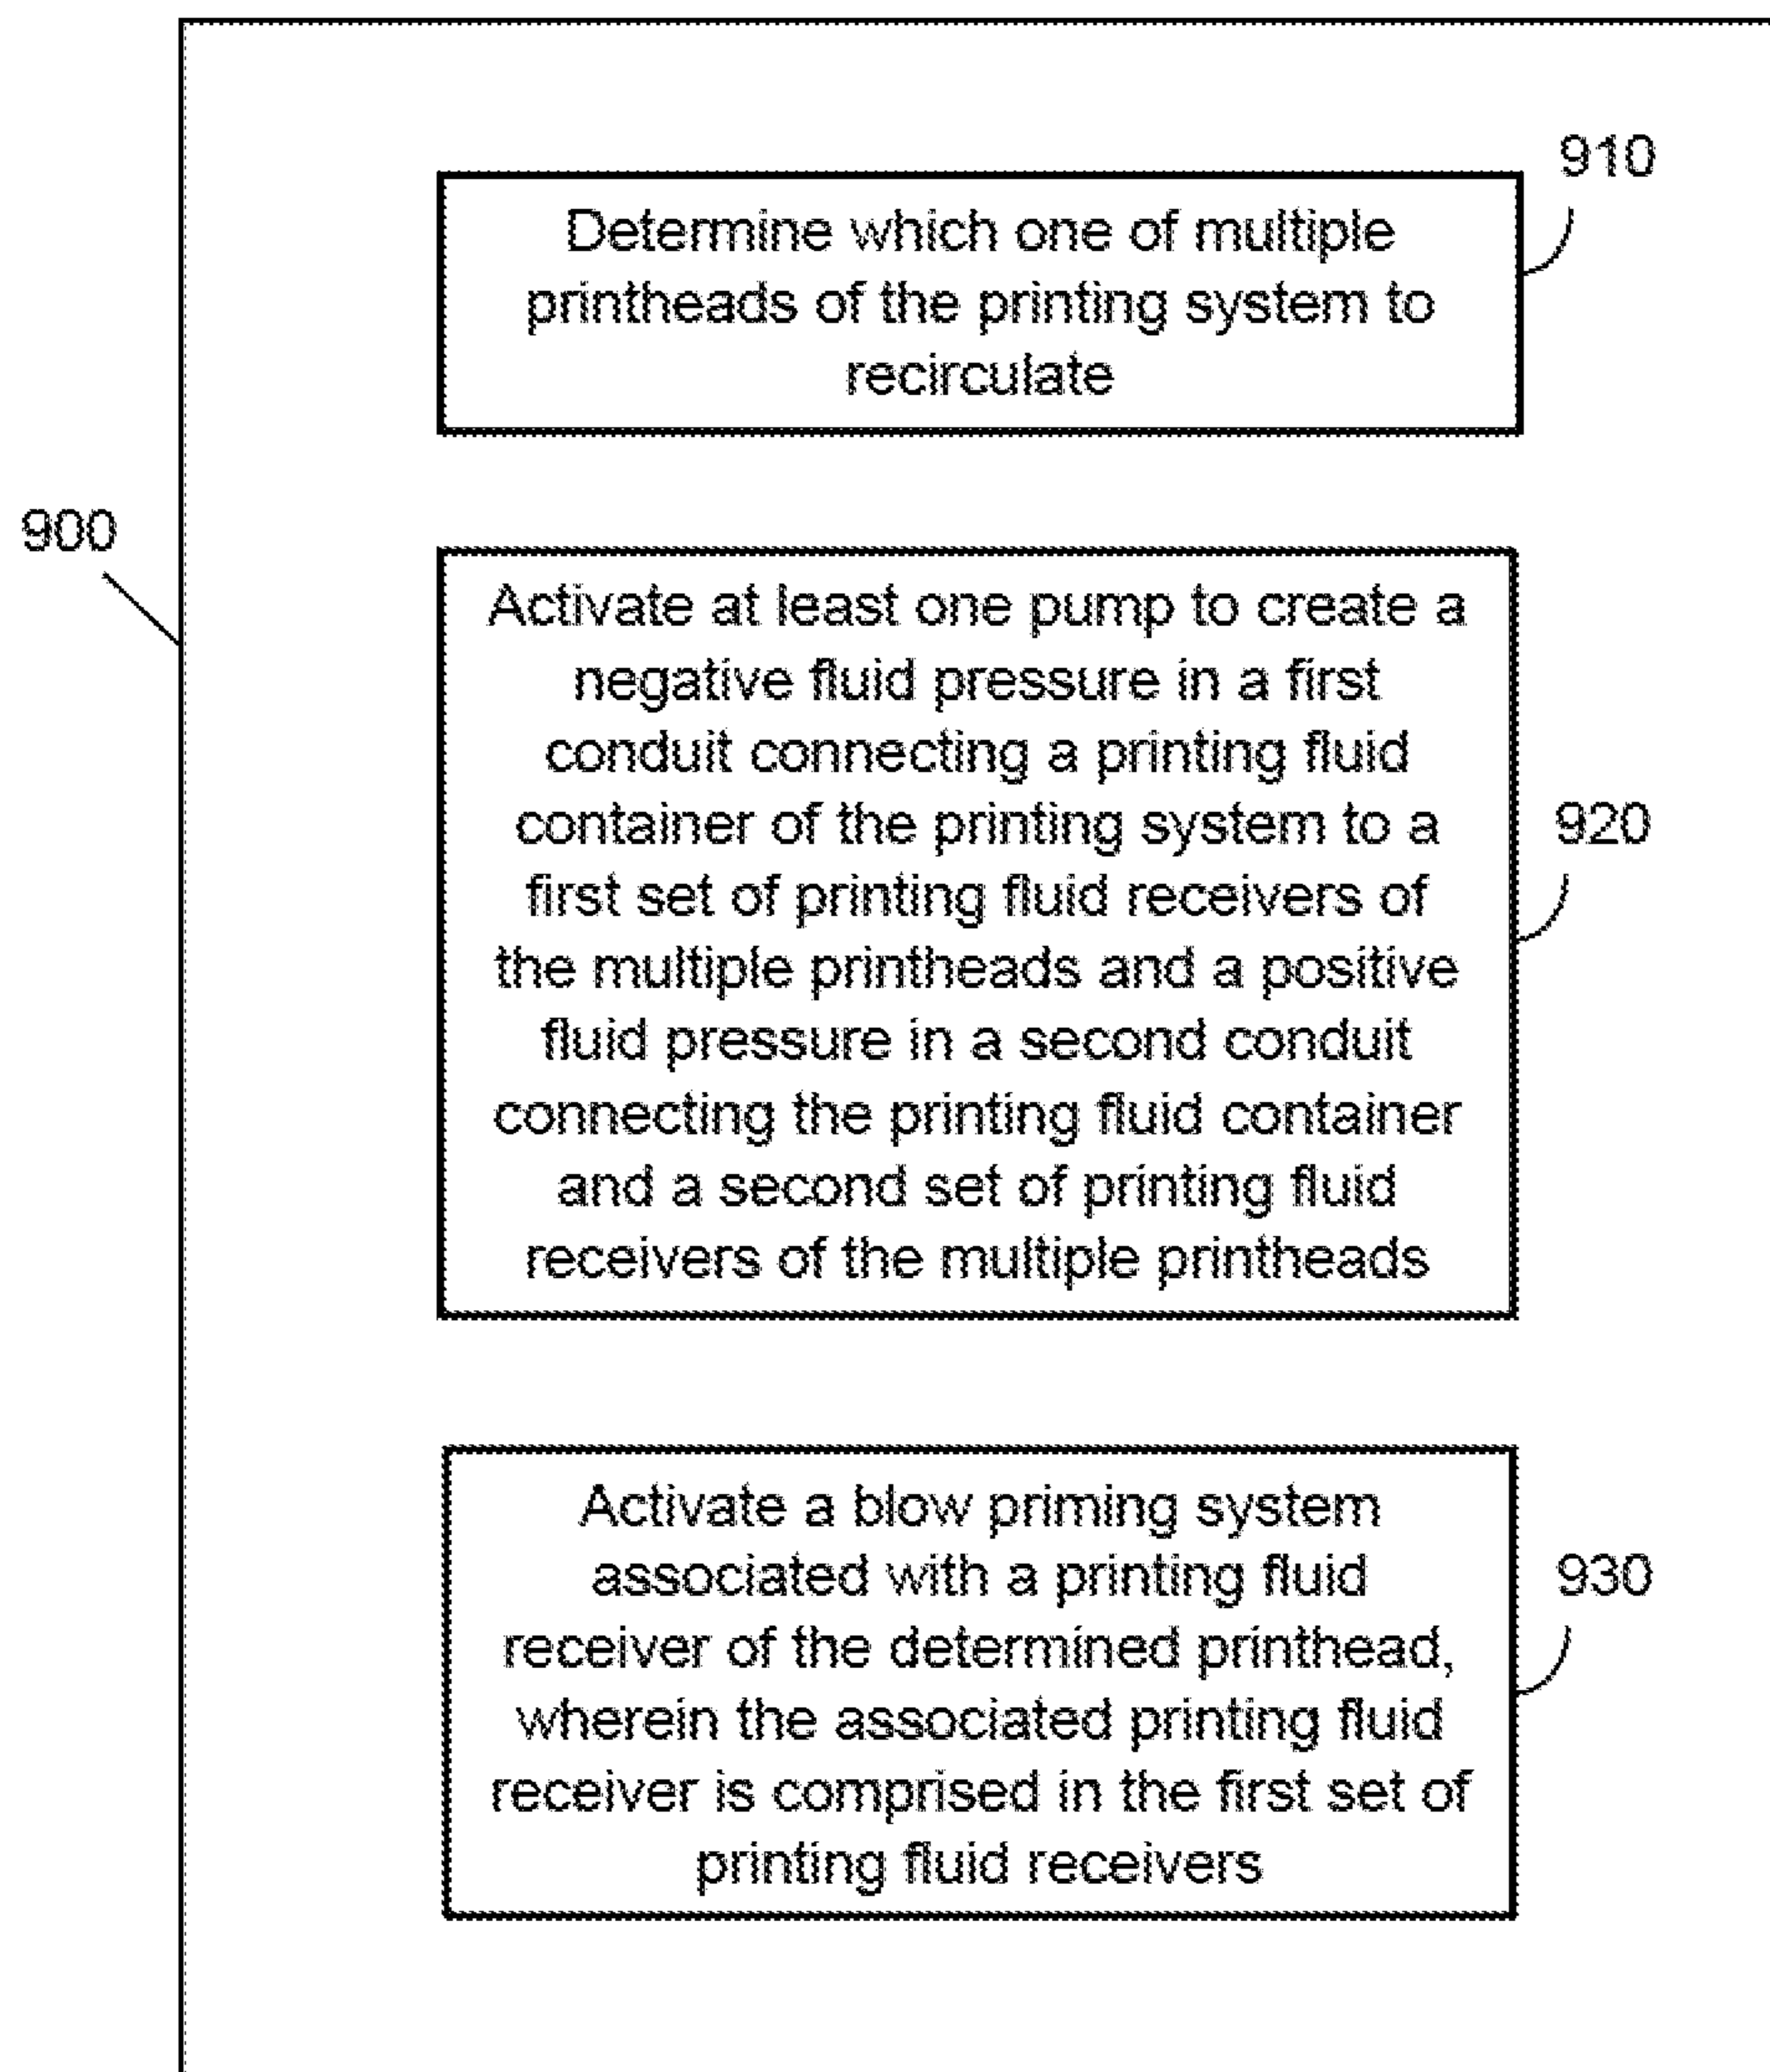 910
Determine which one of multiple
printheads of the printing system to
recirculate
900
Activate at least one pump to create a
negative fluid pressure in a first
conduit connecting a printing fluid
container of the printing system to a
first set of printing fluid receivers of
the multiple printheads and a positive
fluid pressure in a second conduit
connecting the printing fluid container
and a second set of printing fluid
receivers of the multiple printheads
920
Activate a blow priming system
associated with a printing fluid
receiver of the determined printhead,
wherein the associated printing fluid
receiver is comprised in the first set of
printing fluid receivers
930